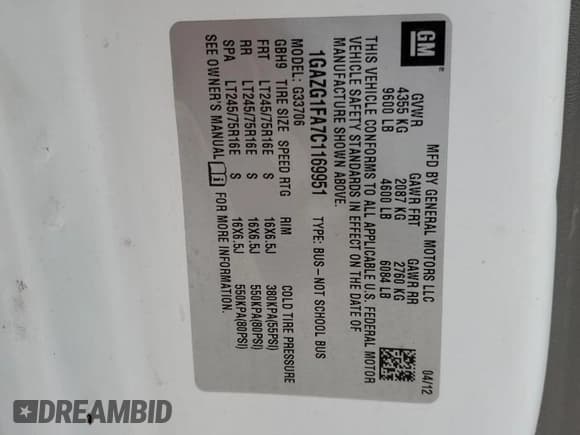 GM
MFD BY GENERAL MOTORS LLC 04/12
GVWR GAWR FRT GAWR RR
4355 KG 2087 KG 2760 KG
9600 LB 4600 LB 6084 LB
THIS VEHICLE CONFORMS TO ALL APPLICABLE U.S. FEDERAL MOTOR
VEHICLE SAFETY STANDARDS IN EFFECT ON THE DATE OF
MANUFACTURE SHOWN ABOVE.
1GAZG1FA7C1169951 TYPE: BUS–NOT SCHOOL BUS
MODEL: G33706
GBH9 TIRE SIZE SPEED RTG RIM COLD TIRE PRESSURE
FRT LT245/75R16E S 16X6.5J 380KPA(55PSI)
RR LT245/75R16E S 16X6.5J 550KPA(80PSI)
SPA LT245/75R16E S 16X6.5J 550KPA(80PSI)
SEE OWNER'S MANUAL
DREAMBID